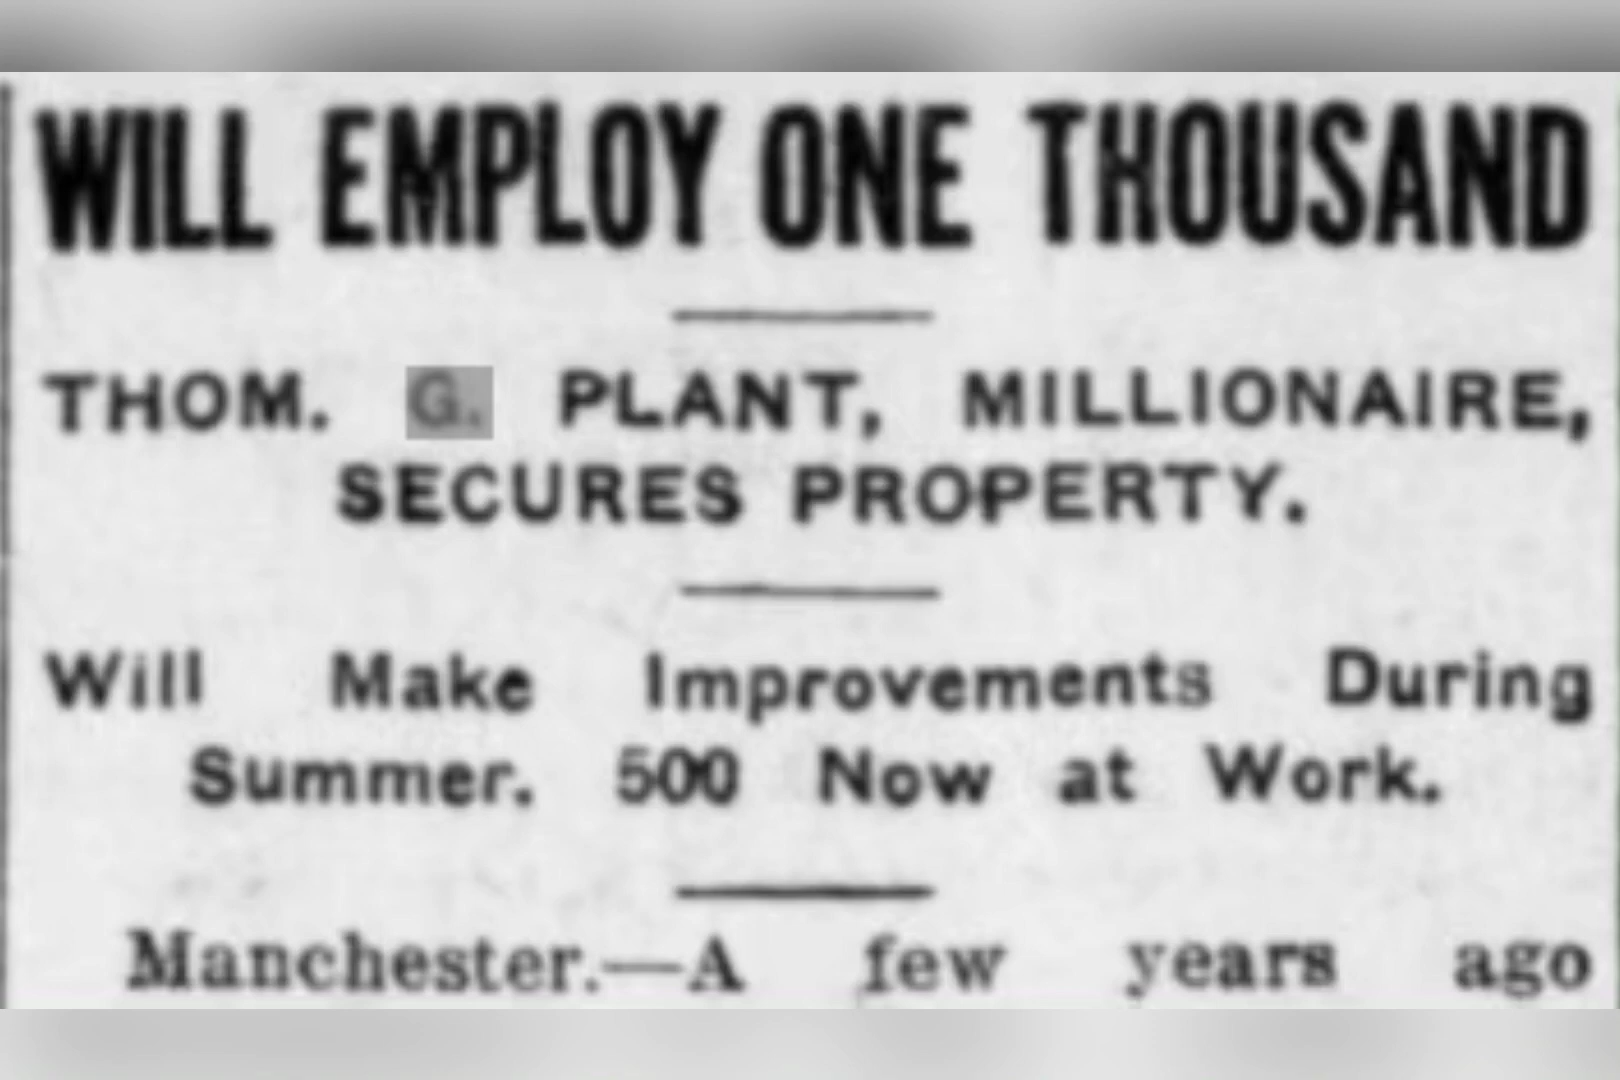 WILL EMPLOY ONE THOUSAND
THOM. G. PLANT, MILLIONAIRE,
SECURES PROPERTY.
Will Make Improvements During
Summer. 500 Now at Work.
Manchester.—A few years ago